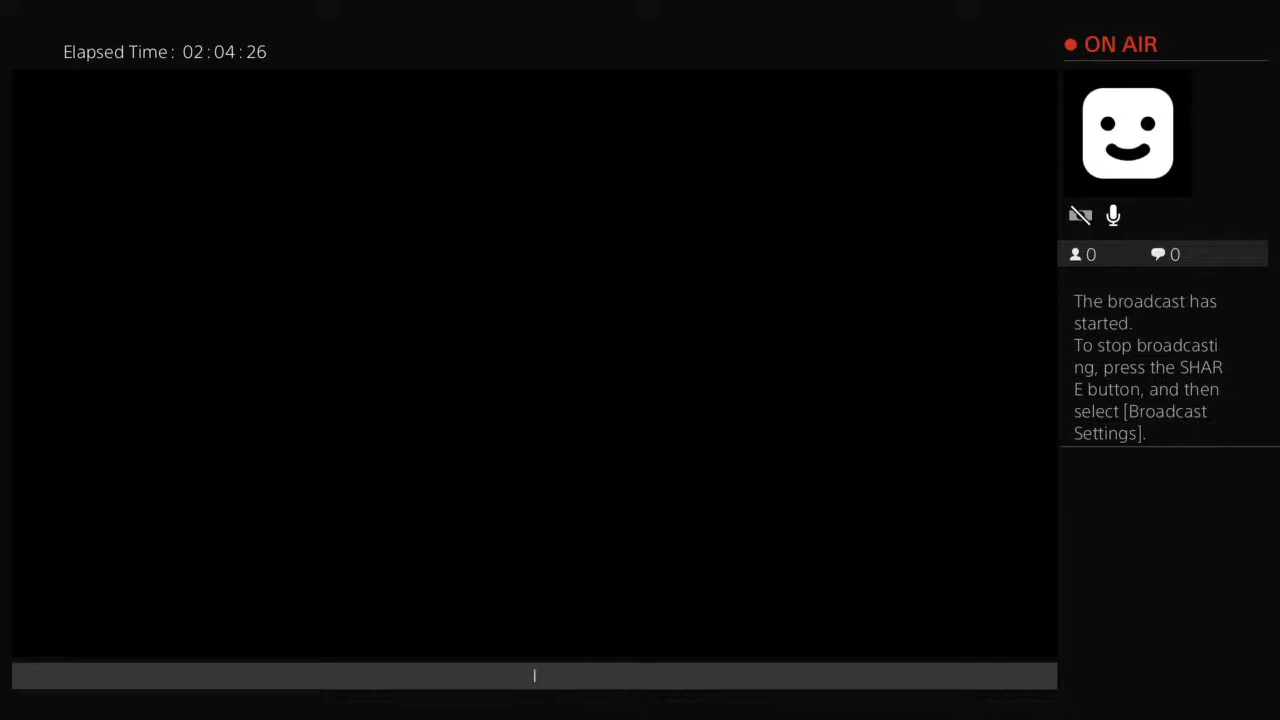 Elapsed Time: 02:04:26
ON AIR
0 0
The broadcast has
started.
To stop broadcasti
ng, press the SHAR
E button, and then
select [Broadcast
Settings].